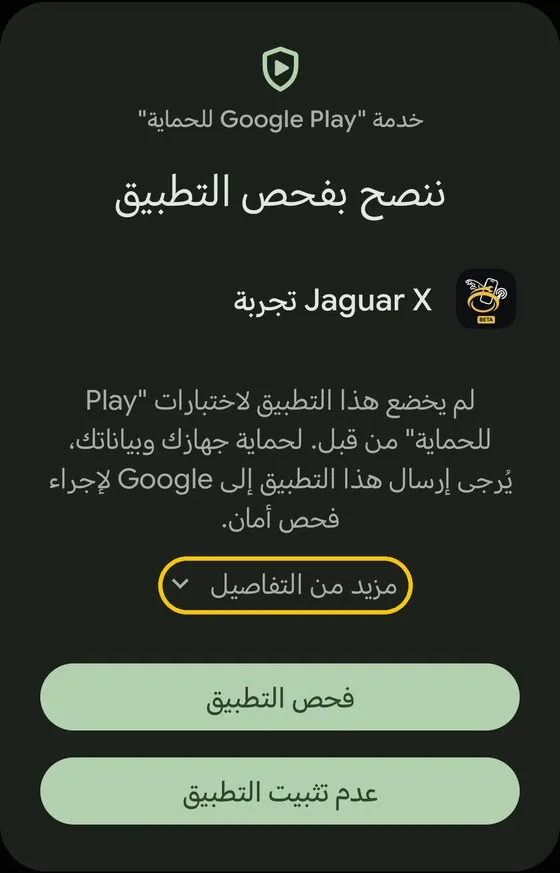 خدمة "Google Play للحماية"
ننصح بفحص التطبيق
Jaguar X تجربة
BETA
لم يخضع هذا التطبيق لاختبارات "Play
للحماية" من قبل. لحماية جهازك وبياناتك،
يُرجى إرسال هذا التطبيق إلى Google لإجراء
فحص أمان.
مزيد من التفاصيل
فحص التطبيق
عدم تثبيت التطبيق